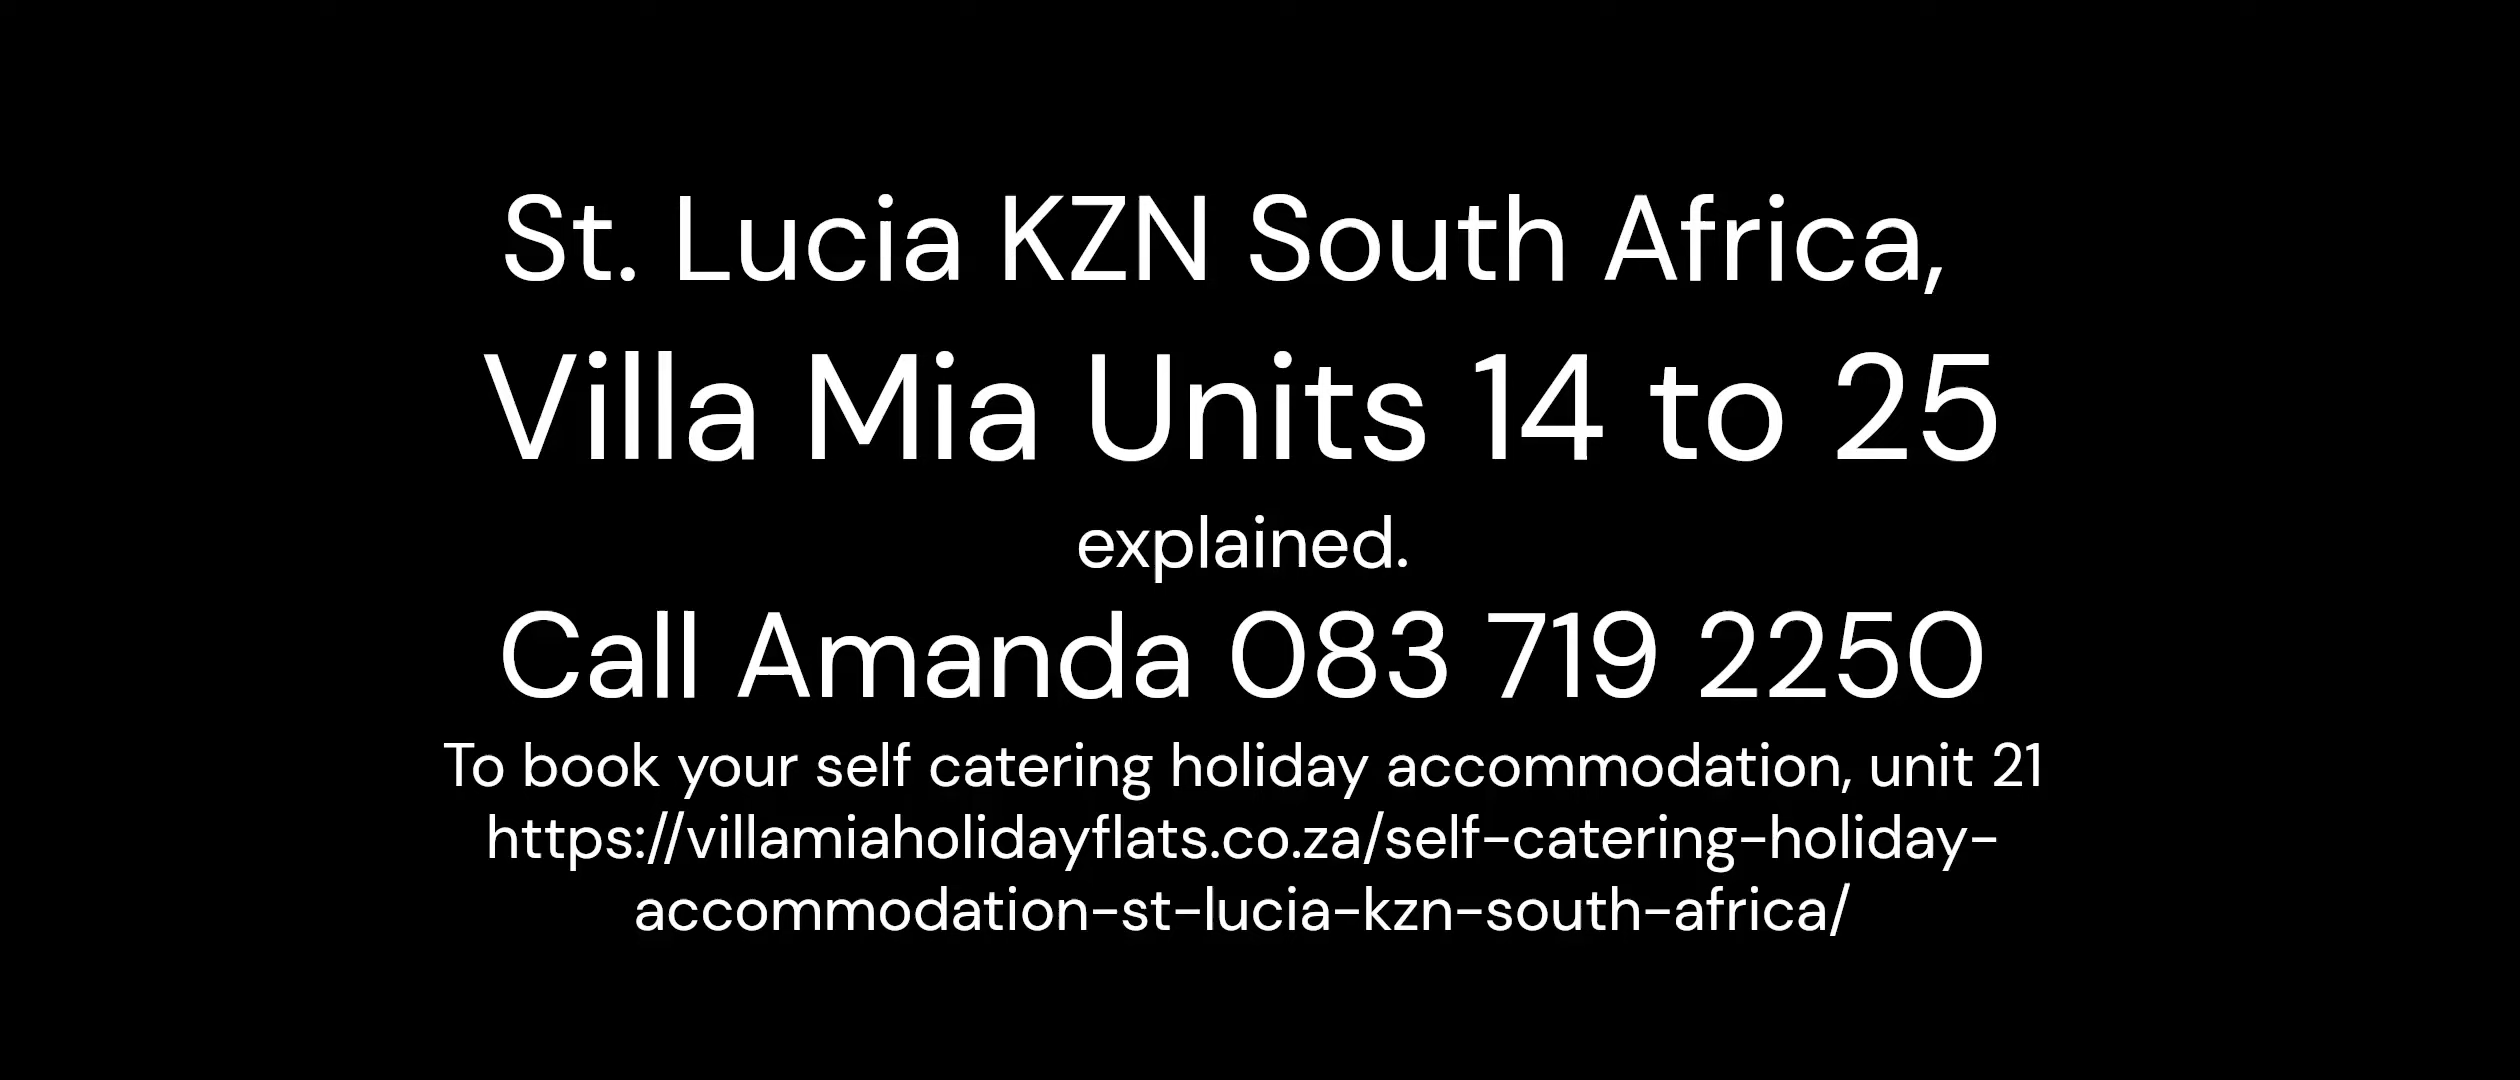 St. Lucia KZN South Africa,
Villa Mia Units 14 to 25
explained.
Call Amanda 083 719 2250
To book your self catering holiday accommodation, unit 21
https://villamiaholidayflats.co.za/self-catering-holiday-
accommodation-st-lucia-kzn-south-africa/